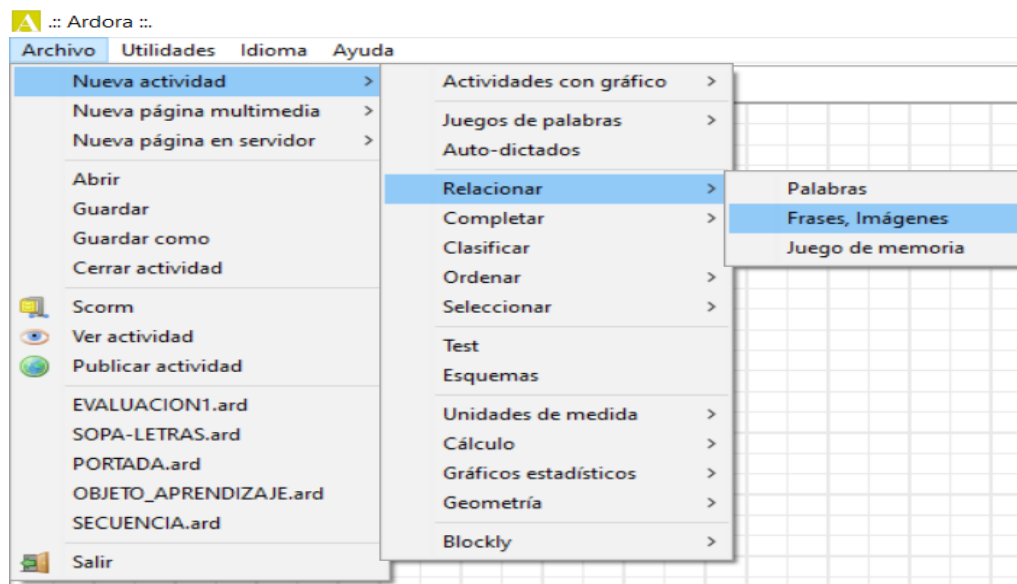 .:: Ardora ::.
Archivo Utilidades Idioma Ayuda
Nueva actividad >
Nueva página multimedia >
Nueva página en servidor >
Abrir
Guardar
Guardar como
Cerrar actividad
Scorm
Ver actividad
Publicar actividad
EVALUACION1.ard
SOPA-LETRAS.ard
PORTADA.ard
OBJETO_APRENDIZAJE.ard
SECUENCIA.ard
Salir
Actividades con gráfico >
Juegos de palabras >
Auto-dictados
Relacionar >
Completar >
Clasificar
Ordenar >
Seleccionar >
Test
Esquemas
Unidades de medida >
Cálculo >
Gráficos estadísticos >
Geometría >
Blockly >
Palabras
Frases, Imágenes
Juego de memoria